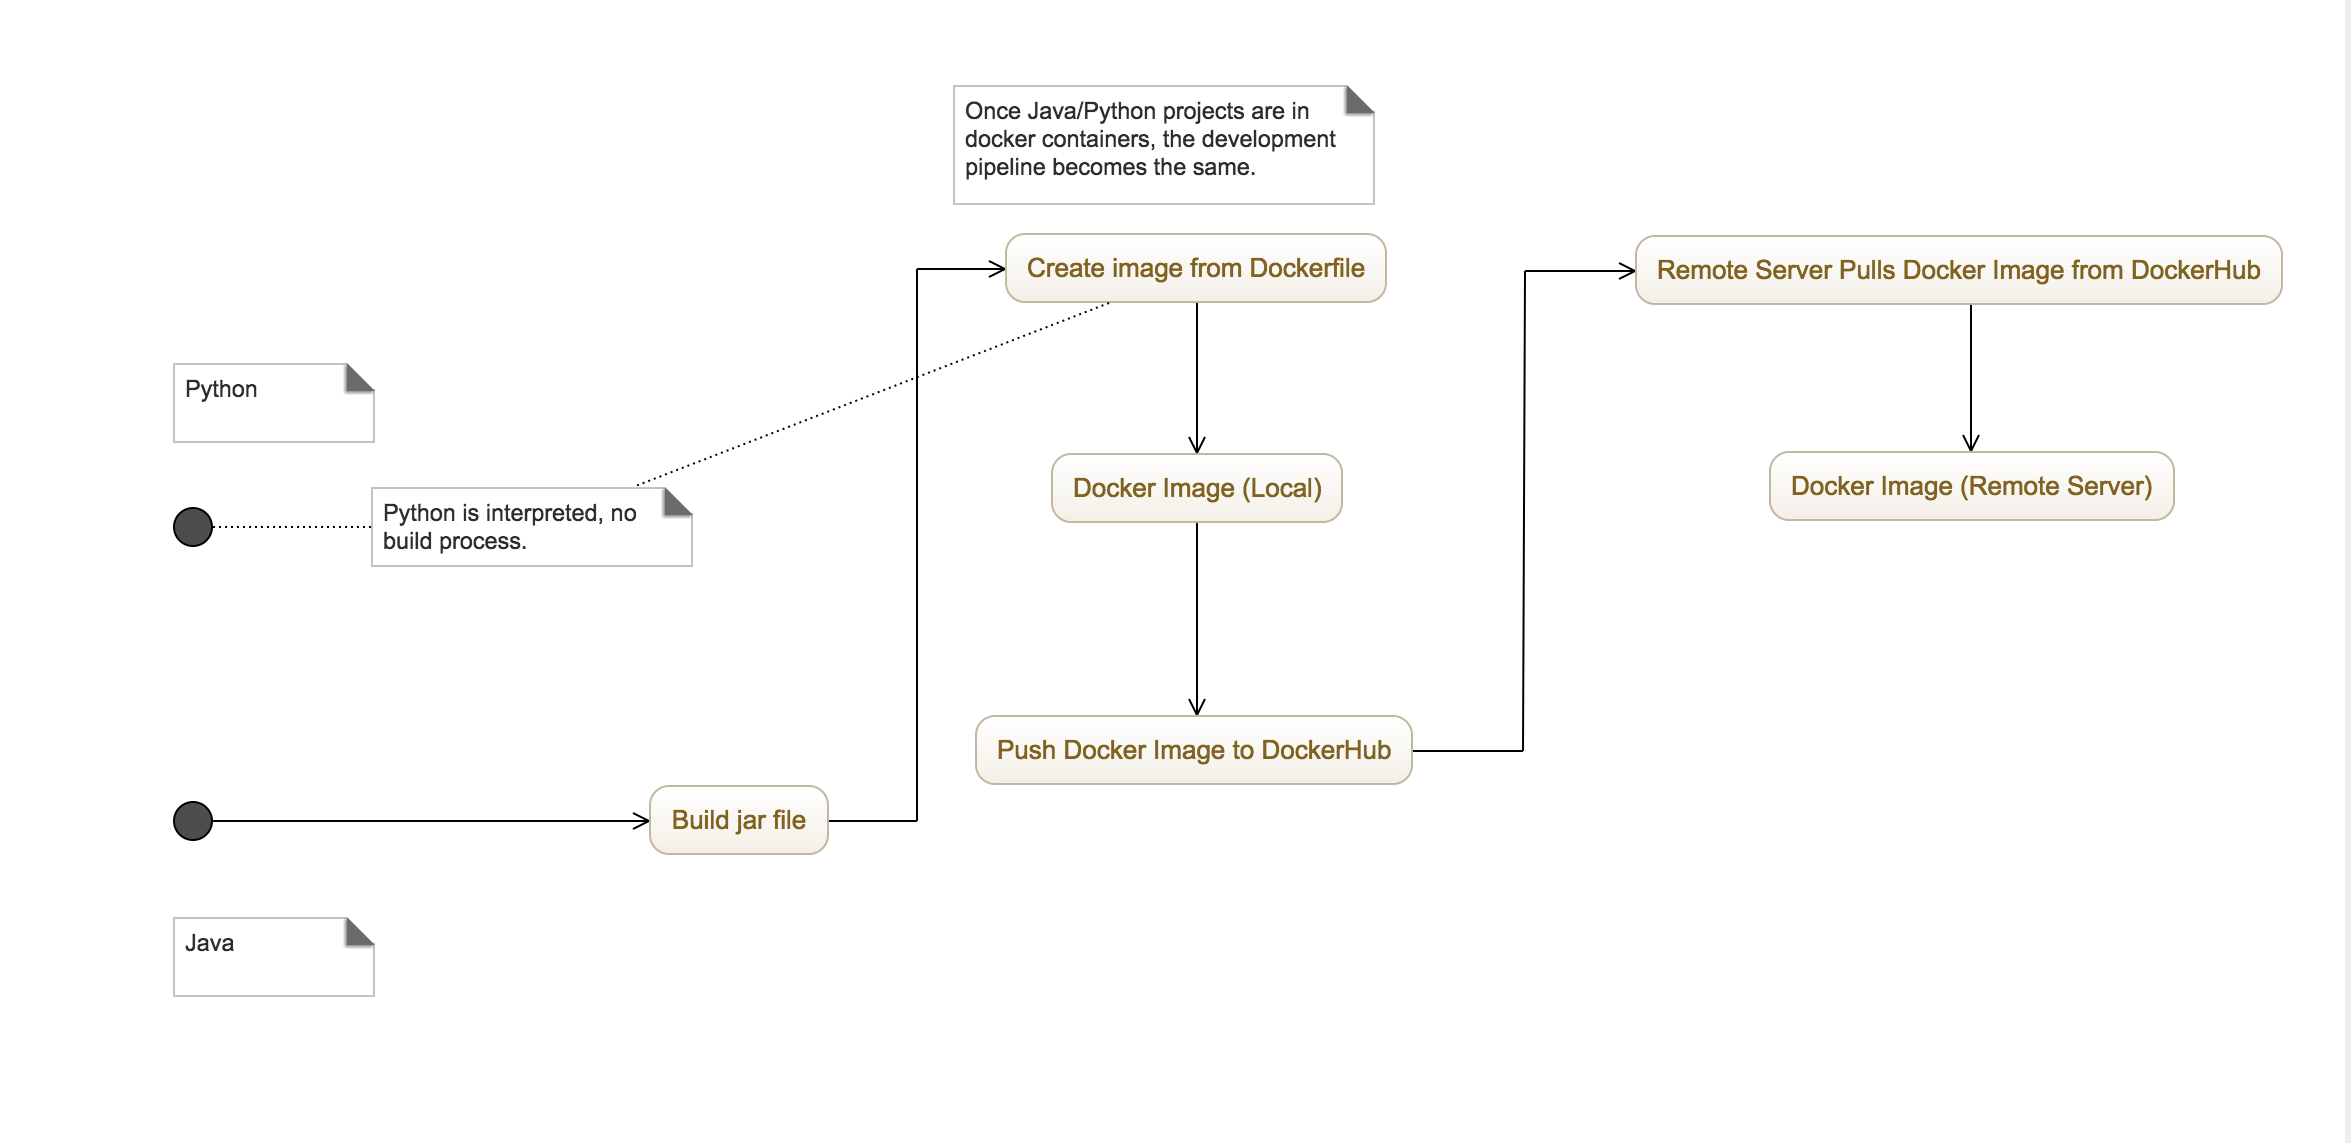 Once Java/Python projects are in
docker containers, the development
pipeline becomes the same.
Create image from Dockerfile
Remote Server Pulls Docker Image from DockerHub
Python
Docker Image (Local)
Docker Image (Remote Server)
Python is interpreted, no
build process.
Push Docker Image to DockerHub
Build jar file
Java